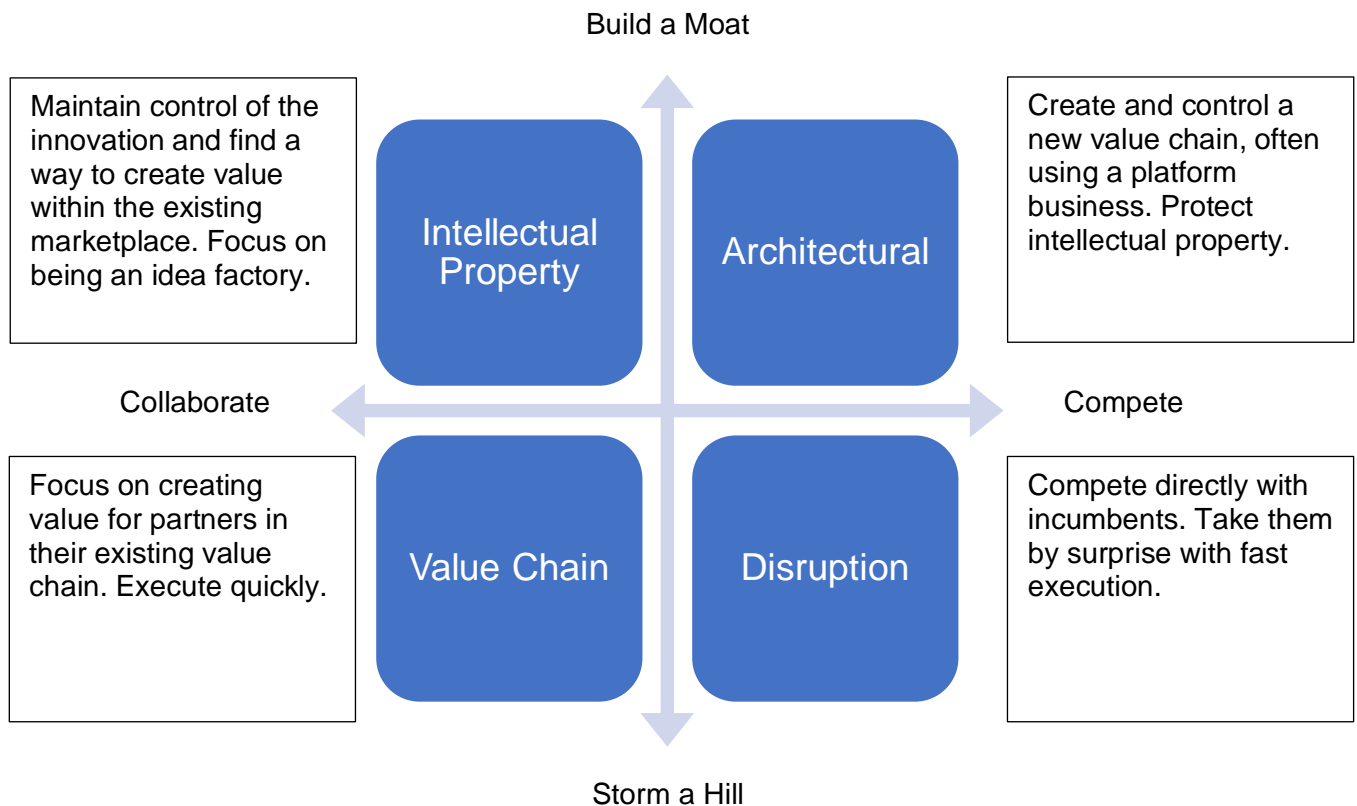 Build a Moat
Maintain control of the
innovation and find a
way to create value
within the existing
marketplace. Focus on
being an idea factory.
Intellectual
Property
Architectural
Create and control a
new value chain, often
using a platform
business. Protect
intellectual property.
Collaborate
Compete
Focus on creating
value for partners in
their existing value
chain. Execute quickly.
Value Chain
Disruption
Compete directly with
incumbents. Take them
by surprise with fast
execution.
Storm a Hill